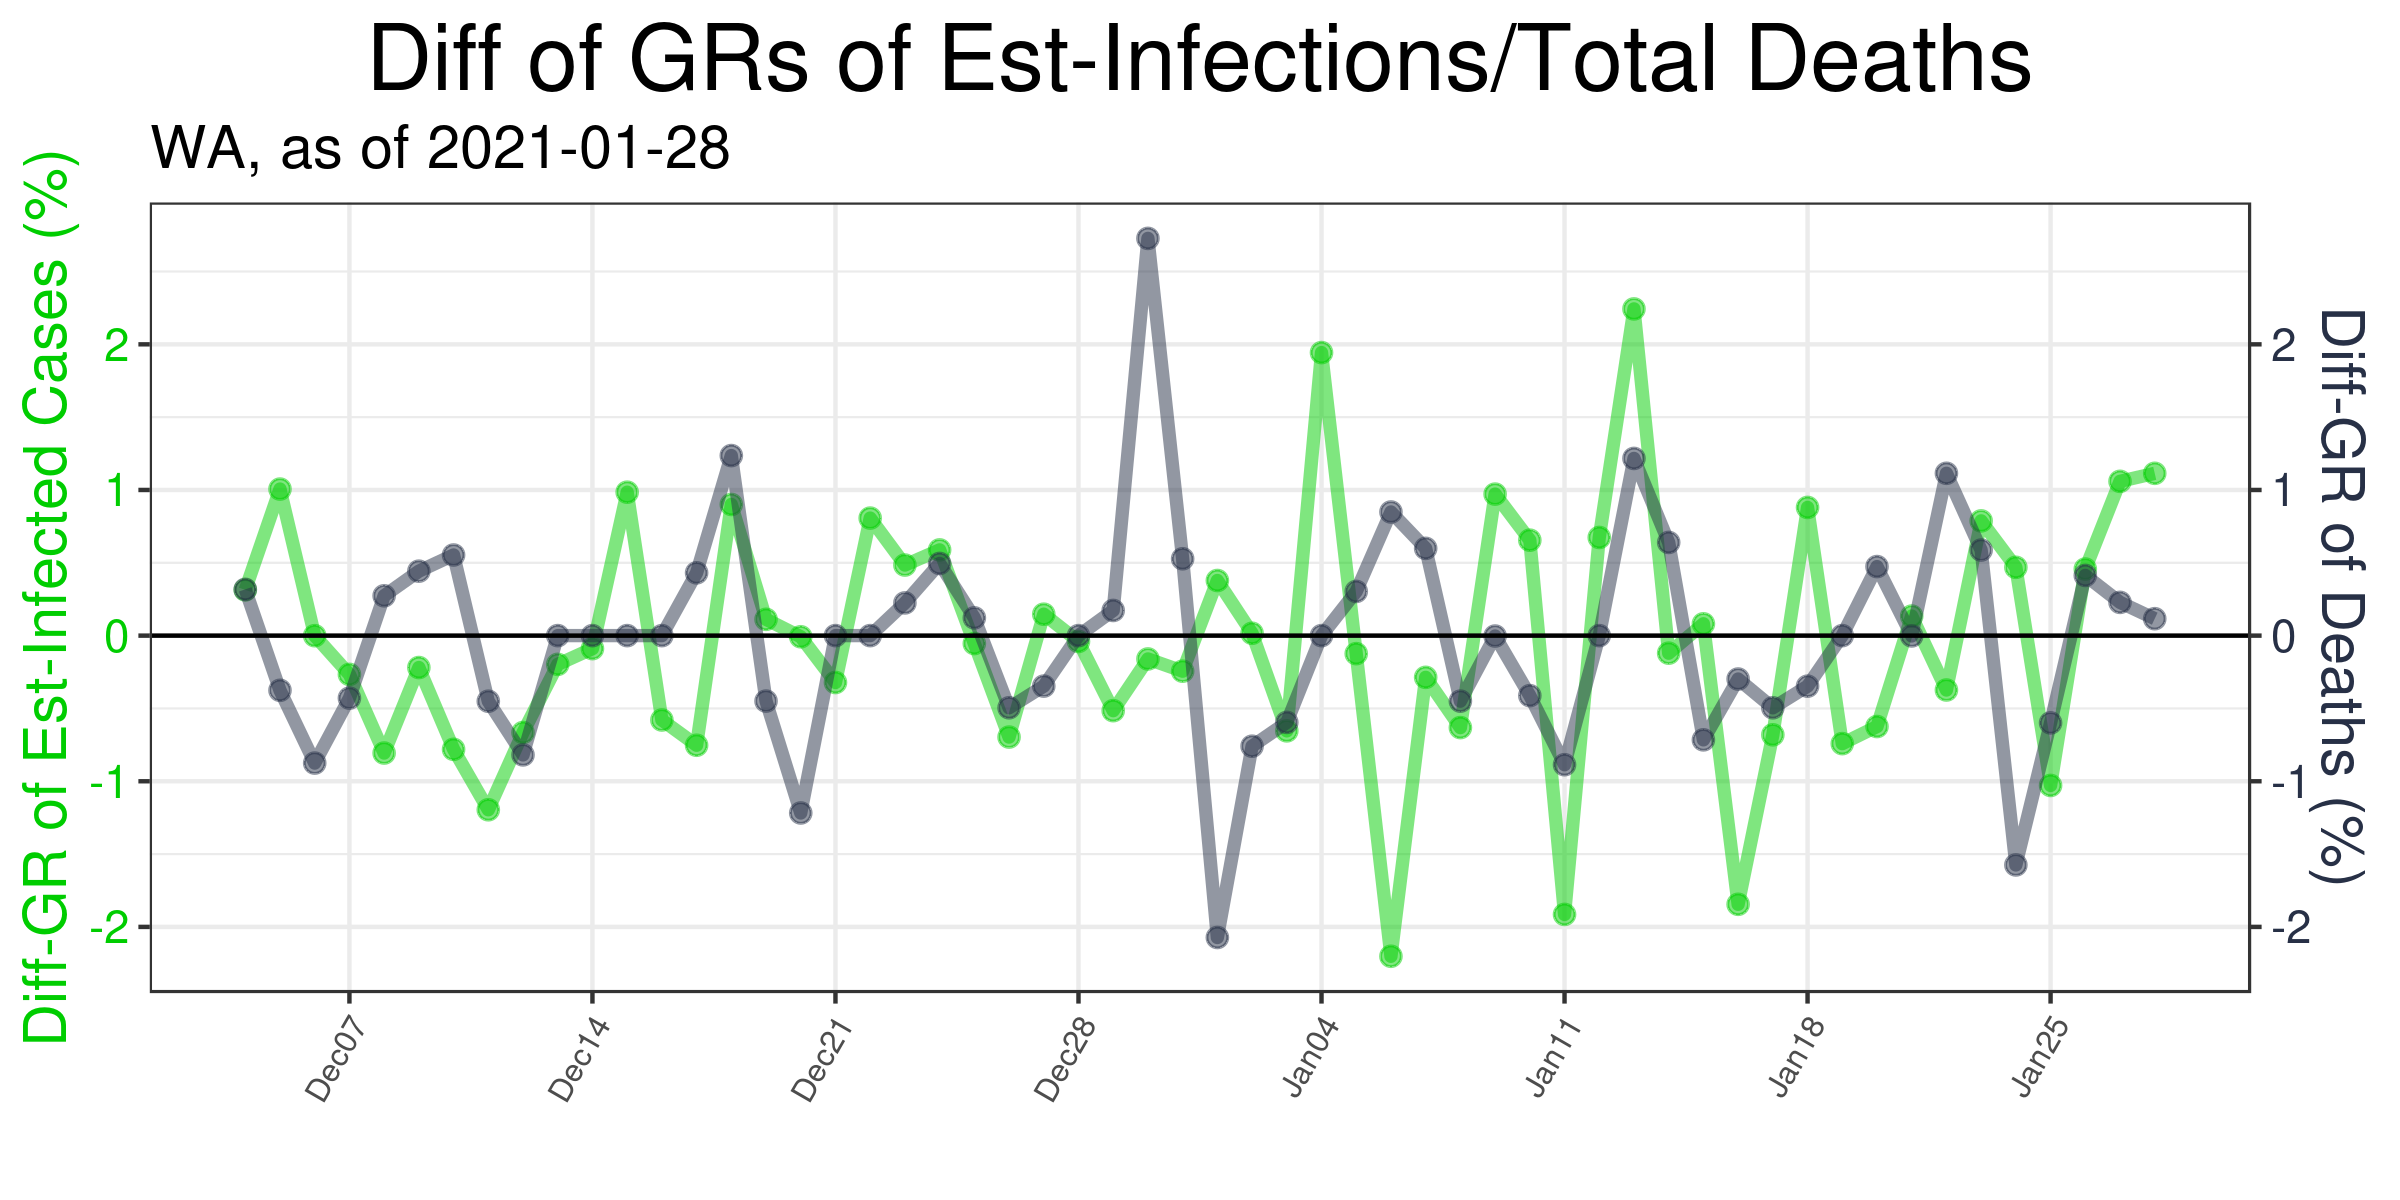 Diff of GRs of Est-Infections/Total Deaths
WA, as of 2021-01-28
Diff-GR of Est-Infected Cases (%)
2
1
0
-1
-2
2
1
0
-1
-2
Diff-GR of Deaths (%)
Dec07
Dec14
Dec21
Dec28
Jan04
Jan11
Jan18
Jan25